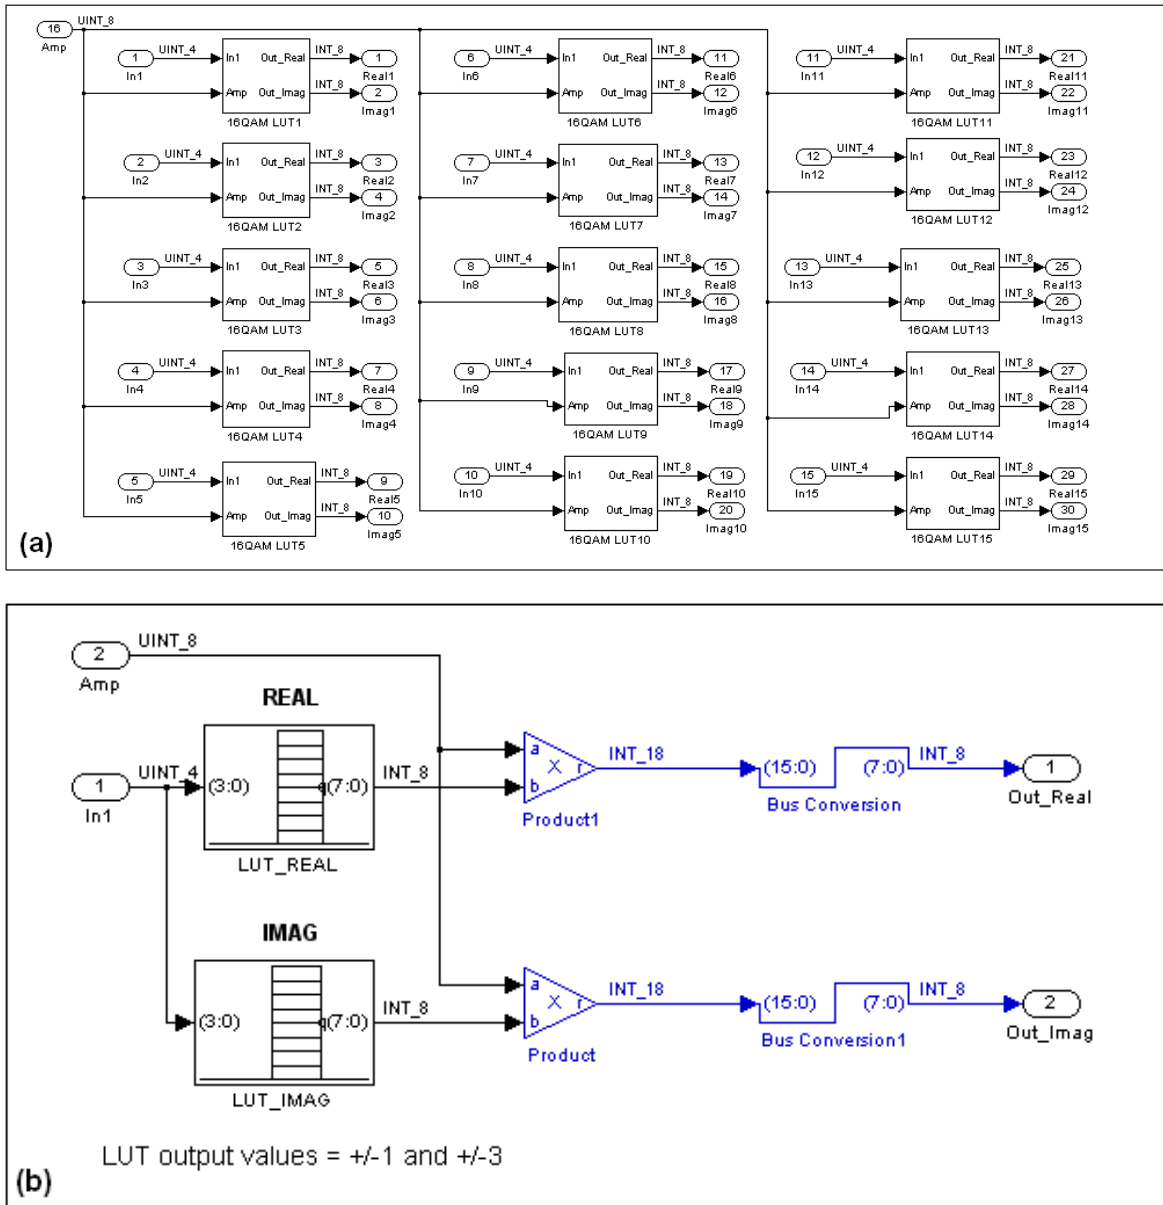 16 UINT_8
Amp
1 UINT_4 In1 Out_Real INT_8 1
In1 Real1
Amp Out_Imag INT_8 2
Imag1
16QAM LUT1
2 UINT_4 In1 Out_Real INT_8 3
In2 Real2
Amp Out_Imag INT_8 4
Imag2
16QAM LUT2
3 UINT_4 In1 Out_Real INT_8 5
In3 Real3
Amp Out_Imag INT_8 6
Imag3
16QAM LUT3
4 UINT_4 In1 Out_Real INT_8 7
In4 Real4
Amp Out_Imag INT_8 8
Imag4
16QAM LUT4
5 UINT_4 In1 Out_Real INT_8 9
In5 Real5
Amp Out_Imag INT_8 10
Imag5
16QAM LUT5
6 UINT_4 In1 Out_Real INT_8 11
In6 Real6
Amp Out_Imag INT_8 12
Imag6
16QAM LUT6
7 UINT_4 In1 Out_Real INT_8 13
In7 Real7
Amp Out_Imag INT_8 14
Imag7
16QAM LUT7
8 UINT_4 In1 Out_Real INT_8 15
In8 Real8
Amp Out_Imag INT_8 16
Imag8
16QAM LUT8
9 UINT_4 In1 Out_Real INT_8 17
In9 Real9
Amp Out_Imag INT_8 18
Imag9
16QAM LUT9
10 UINT_4 In1 Out_Real INT_8 19
In10 Real10
Amp Out_Imag INT_8 20
Imag10
16QAM LUT10
11 UINT_4 In1 Out_Real INT_8 21
In11 Real11
Amp Out_Imag INT_8 22
Imag11
16QAM LUT11
12 UINT_4 In1 Out_Real INT_8 23
In12 Real12
Amp Out_Imag INT_8 24
Imag12
16QAM LUT12
13 UINT_4 In1 Out_Real INT_8 25
In13 Real13
Amp Out_Imag INT_8 26
Imag13
16QAM LUT13
14 UINT_4 In1 Out_Real INT_8 27
In14 Real14
Amp Out_Imag INT_8 28
Imag14
16QAM LUT14
15 UINT_4 In1 Out_Real INT_8 29
In15 Real15
Amp Out_Imag INT_8 30
Imag15
16QAM LUT15
(a)
2 UINT_8
Amp
REAL
1 UINT_4 (3:0) q(7:0) INT_8
In1
LUT_REAL
a X r b INT_18 (15:0) (7:0) INT_8 1
Product1 Bus Conversion Out_Real
IMAG
(3:0) q(7:0) INT_8
LUT_IMAG
a X r b INT_18 (15:0) (7:0) INT_8 2
Product Bus Conversion1 Out_Imag
LUT output values = +/-1 and +/-3
(b)